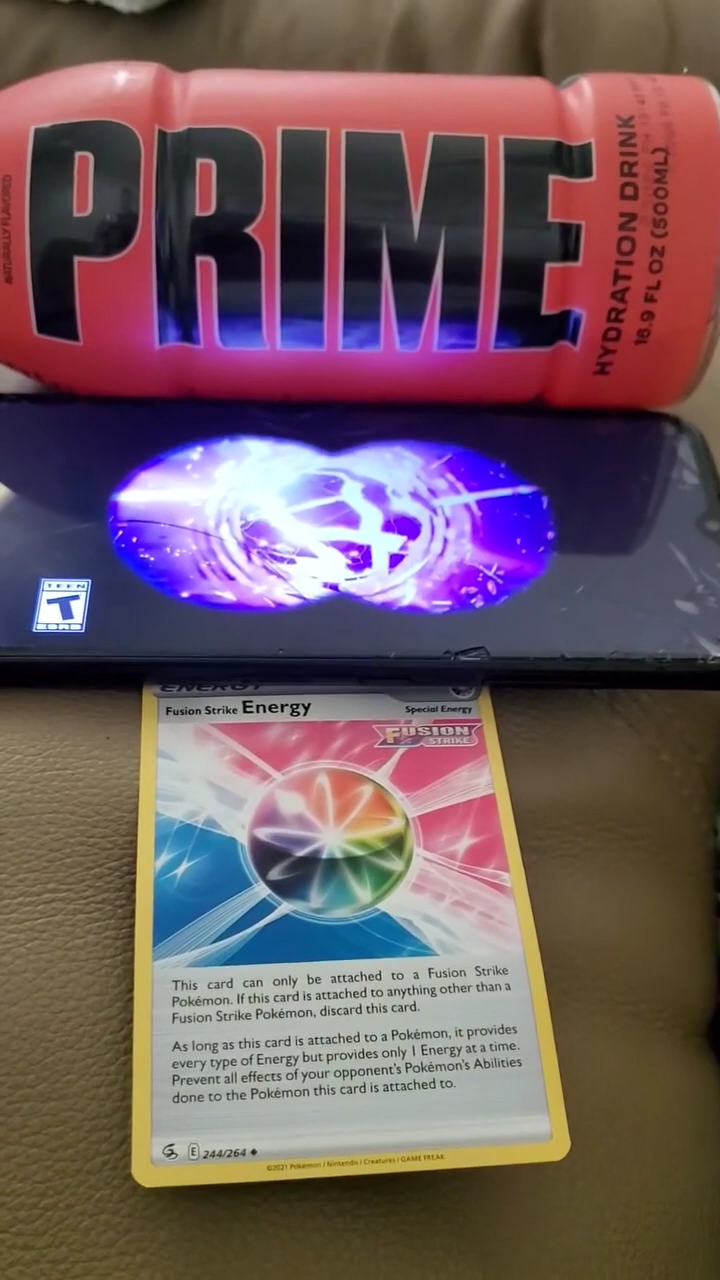 NATURALLY FLAVORED
PRIME
HYDRATION DRINK
16.9 FL OZ (500ML)
TEEN
T
ESRB
ENERGY
Fusion Strike Energy
Special Energy
FUSION
STRIKE
This card can only be attached to a Fusion Strike
Pokémon. If this card is attached to anything other than a
Fusion Strike Pokémon, discard this card.
As long as this card is attached to a Pokémon, it provides
every type of Energy but provides only 1 Energy at a time.
Prevent all effects of your opponent's Pokémon's Abilities
done to the Pokémon this card is attached to.
E 244/264
©2021 Pokémon / Nintendo / Creatures / GAME FREAK